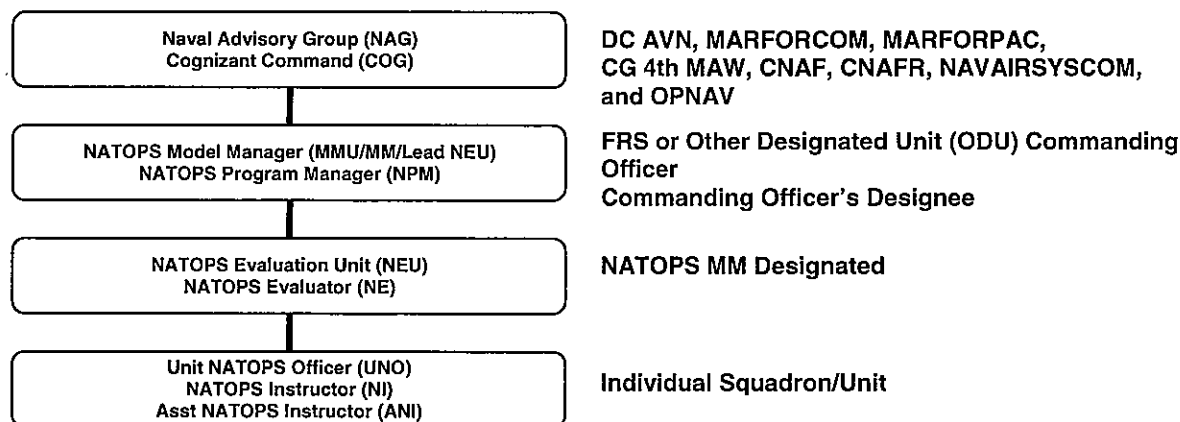 Naval Advisory Group (NAG)
Cognizant Command (COG)
DC AVN, MARFORCOM, MARFORPAC,
CG 4th MAW, CNAF, CNAFR, NAVAIRSYSCOM,
and OPNAV
NATOPS Model Manager (MMU/MM/Lead NEU)
NATOPS Program Manager (NPM)
FRS or Other Designated Unit (ODU) Commanding
Officer
Commanding Officer's Designee
NATOPS Evaluation Unit (NEU)
NATOPS Evaluator (NE)
NATOPS MM Designated
Unit NATOPS Officer (UNO)
NATOPS Instructor (NI)
Asst NATOPS Instructor (ANI)
Individual Squadron/Unit